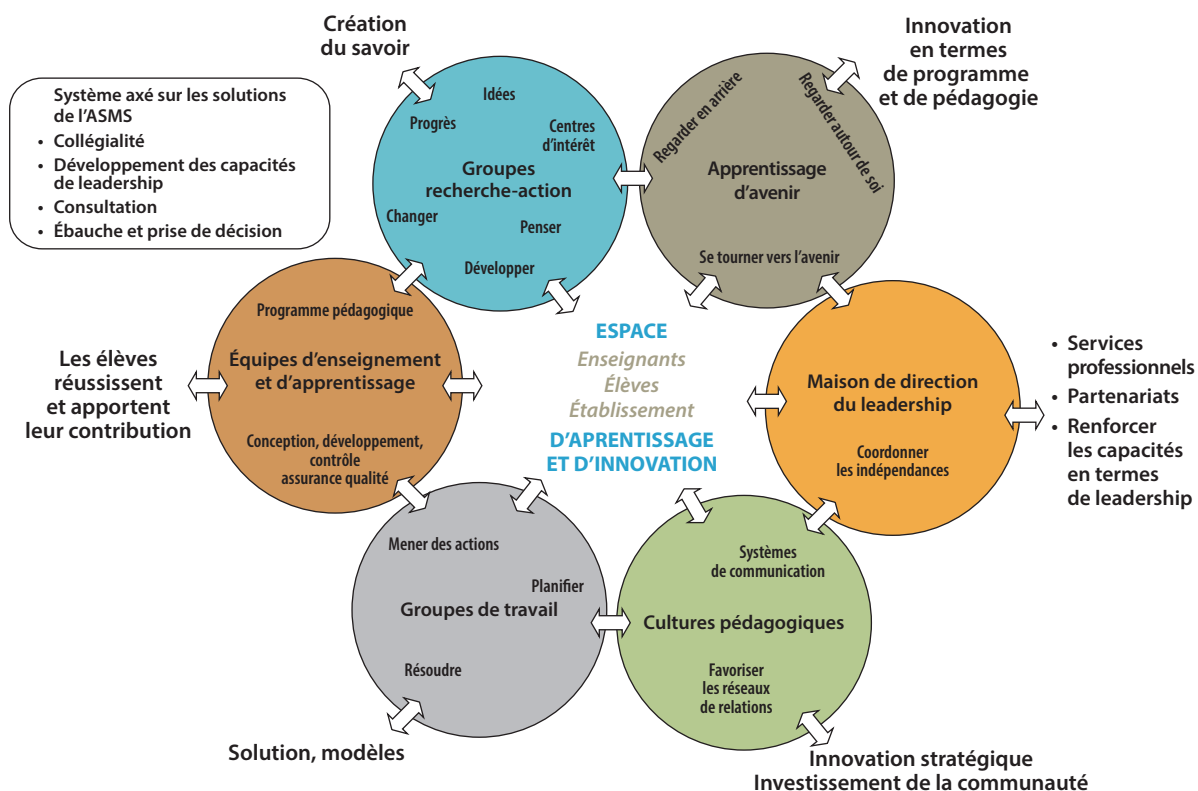 Création
du savoir
Innovation
en termes
de programme
et de pédagogie
Système axé sur les solutions
de l'ASMS
• Collégialité
• Développement des capacités
de leadership
• Consultation
• Ébauche et prise de décision
Idées
Progrès
Centres
d'intérêt
Groupes
recherche-action
Changer
Penser
Développer
Regarder en arrière
Regarder autour de soi
Apprentissage
d'avenir
Se tourner vers l'avenir
Programme pédagogique
Équipes d'enseignement
et d'apprentissage
Conception, développement,
contrôle
assurance qualité
Les élèves
réussissent
et apportent
leur contribution
ESPACE
Enseignants
Élèves
Établissement
D'APRENTISSAGE
ET D'INNOVATION
Maison de direction
du leadership
Coordonner
les indépendances
• Services
professionnels
• Partenariats
• Renforcer
les capacités
en termes
de leadership
Mener des actions
Planifier
Groupes de travail
Résoudre
Systèmes
de communication
Cultures pédagogiques
Favoriser
les réseaux
de relations
Solution, modèles
Innovation stratégique
Investissement de la communauté